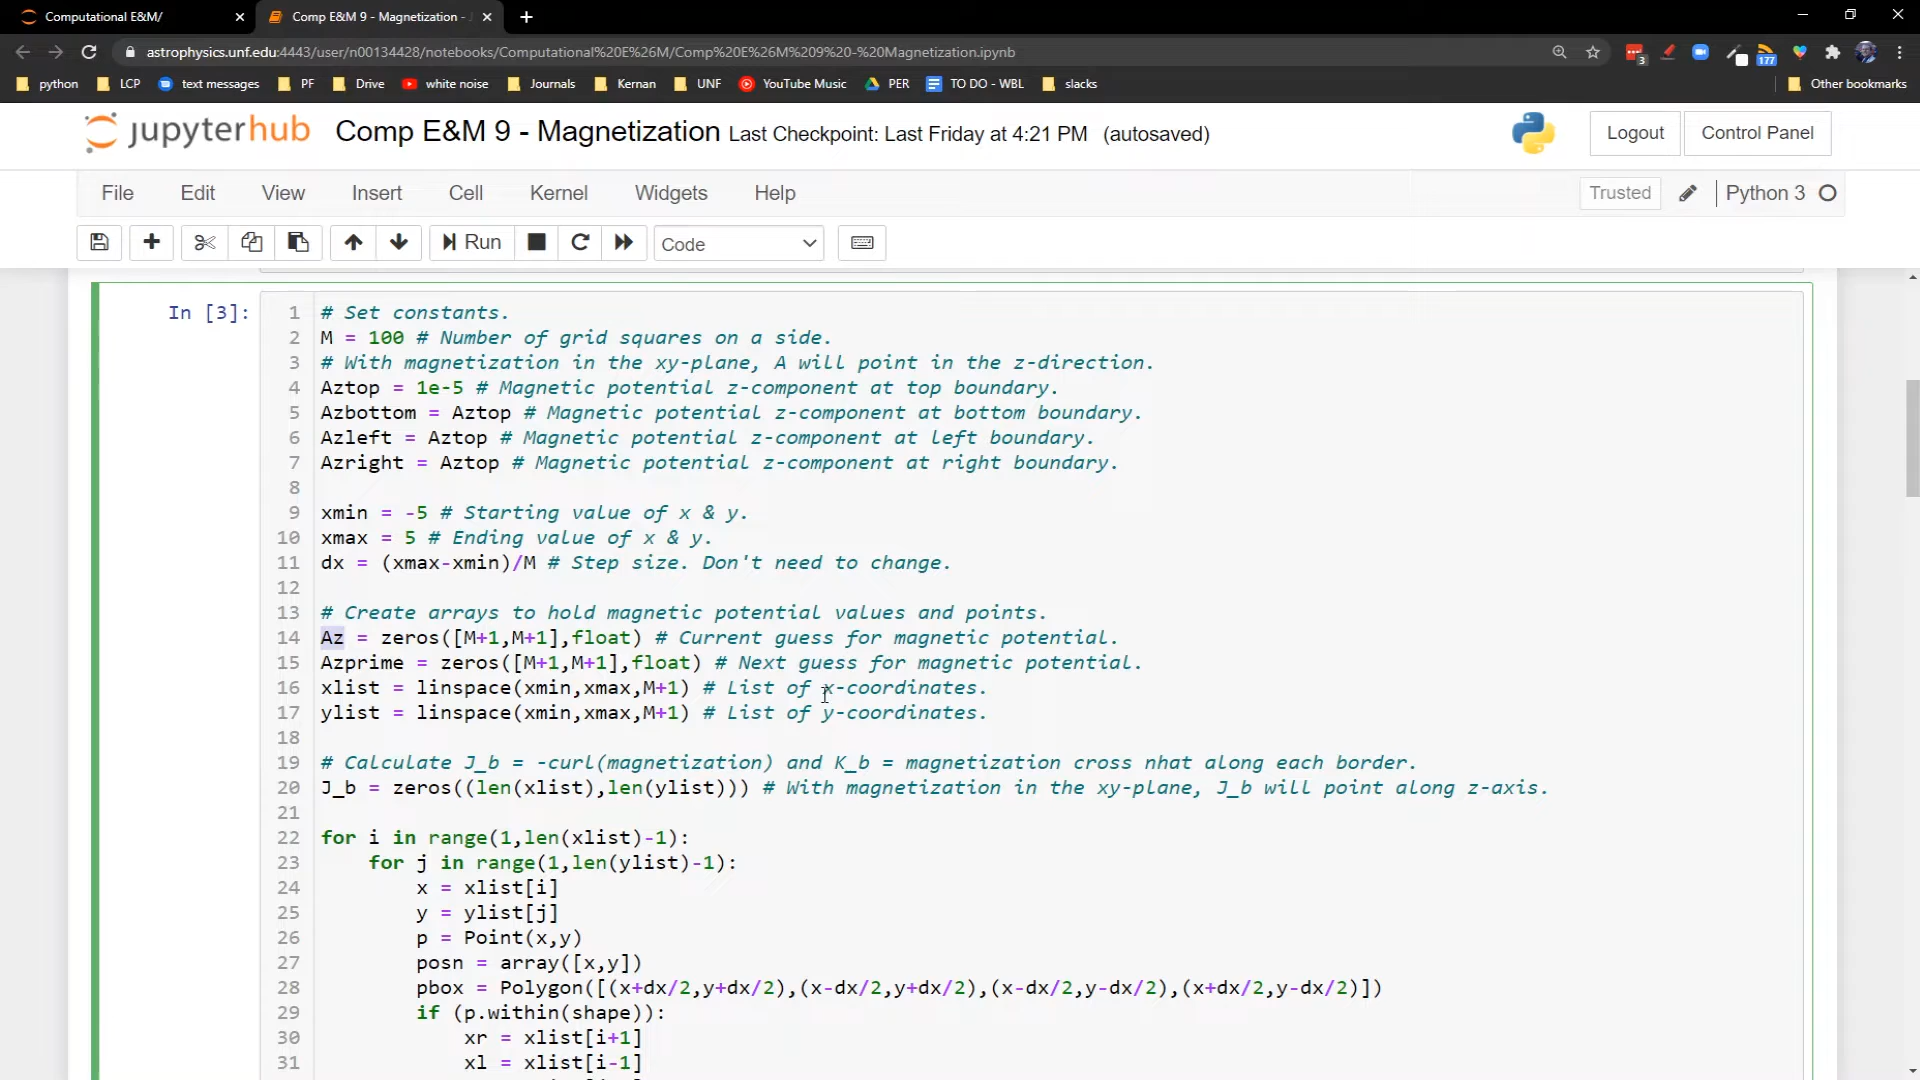 Computational E&M/
Comp E&M 9 - Magnetization -
astrophysics.unf.edu:4443/user/n00134428/notebooks/Computational%20E%26M/Comp%20E%26M%209%20-%20Magnetization.ipynb
3
177
python LCP text messages PF Drive white noise Journals Kernan UNF YouTube Music PER TO DO - WBL slacks Other bookmarks
jupyterhub Comp E&M 9 - Magnetization Last Checkpoint: Last Friday at 4:21 PM (autosaved) Logout Control Panel
File Edit View Insert Cell Kernel Widgets Help Trusted Python 3
Run Code
In [3]:
1 # Set constants.
2 M = 100 # Number of grid squares on a side.
3 # With magnetization in the xy-plane, A will point in the z-direction.
4 Aztop = 1e-5 # Magnetic potential z-component at top boundary.
5 Azbottom = Aztop # Magnetic potential z-component at bottom boundary.
6 Azleft = Aztop # Magnetic potential z-component at left boundary.
7 Azright = Aztop # Magnetic potential z-component at right boundary.
8
9 xmin = -5 # Starting value of x & y.
10 xmax = 5 # Ending value of x & y.
11 dx = (xmax-xmin)/M # Step size. Don't need to change.
12
13 # Create arrays to hold magnetic potential values and points.
14 Az = zeros([M+1,M+1],float) # Current guess for magnetic potential.
15 Azprime = zeros([M+1,M+1],float) # Next guess for magnetic potential.
16 xlist = linspace(xmin,xmax,M+1) # List of x-coordinates.
17 ylist = linspace(xmin,xmax,M+1) # List of y-coordinates.
18
19 # Calculate J_b = -curl(magnetization) and K_b = magnetization cross nhat along each border.
20 J_b = zeros((len(xlist),len(ylist))) # With magnetization in the xy-plane, J_b will point along z-axis.
21
22 for i in range(1,len(xlist)-1):
23     for j in range(1,len(ylist)-1):
24         x = xlist[i]
25         y = ylist[j]
26         p = Point(x,y)
27         posn = array([x,y])
28         pbox = Polygon([(x+dx/2,y+dx/2),(x-dx/2,y+dx/2),(x-dx/2,y-dx/2),(x+dx/2,y-dx/2)])
29         if (p.within(shape)):
30             xr = xlist[i+1]
31             xl = xlist[i-1]